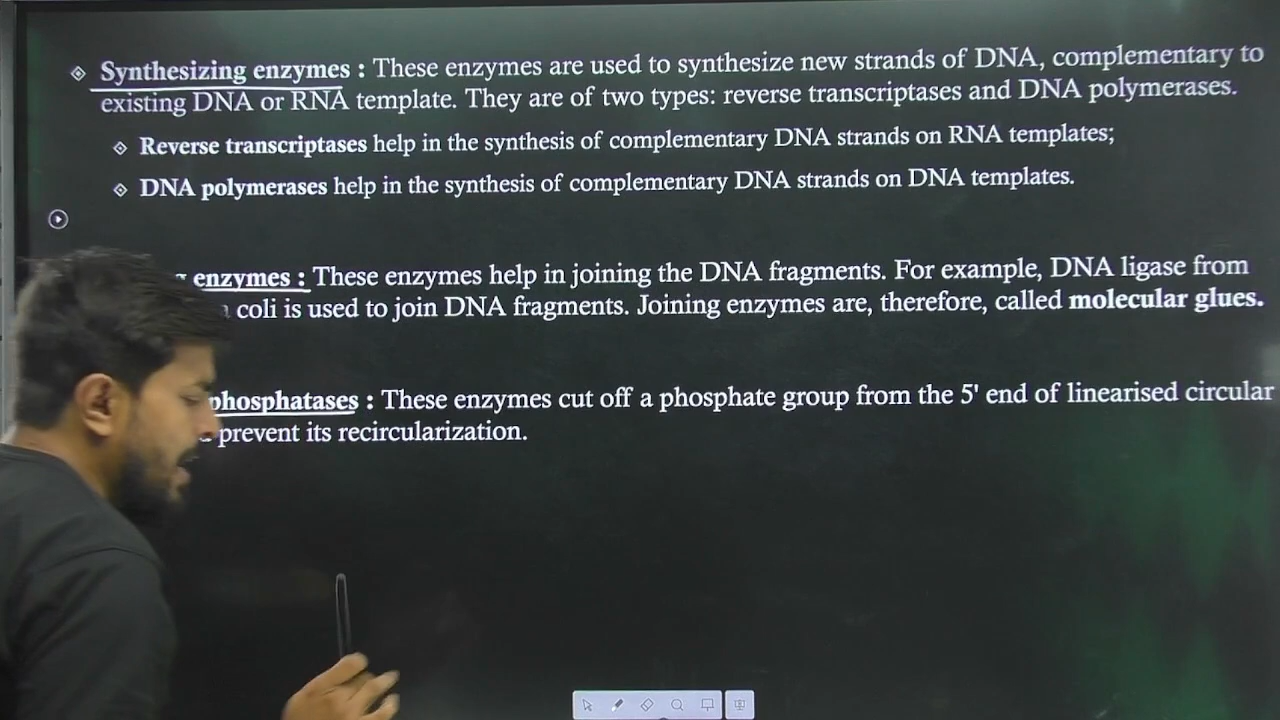 Synthesizing enzymes : These enzymes are used to synthesize new strands of DNA, complementary to
existing DNA or RNA template. They are of two types: reverse transcriptases and DNA polymerases.
Reverse transcriptases help in the synthesis of complementary DNA strands on RNA templates;
DNA polymerases help in the synthesis of complementary DNA strands on DNA templates.
enzymes : These enzymes help in joining the DNA fragments. For example, DNA ligase from
coli is used to join DNA fragments. Joining enzymes are, therefore, called molecular glues.
phosphatases : These enzymes cut off a phosphate group from the 5' end of linearised circular
prevent its recircularization.